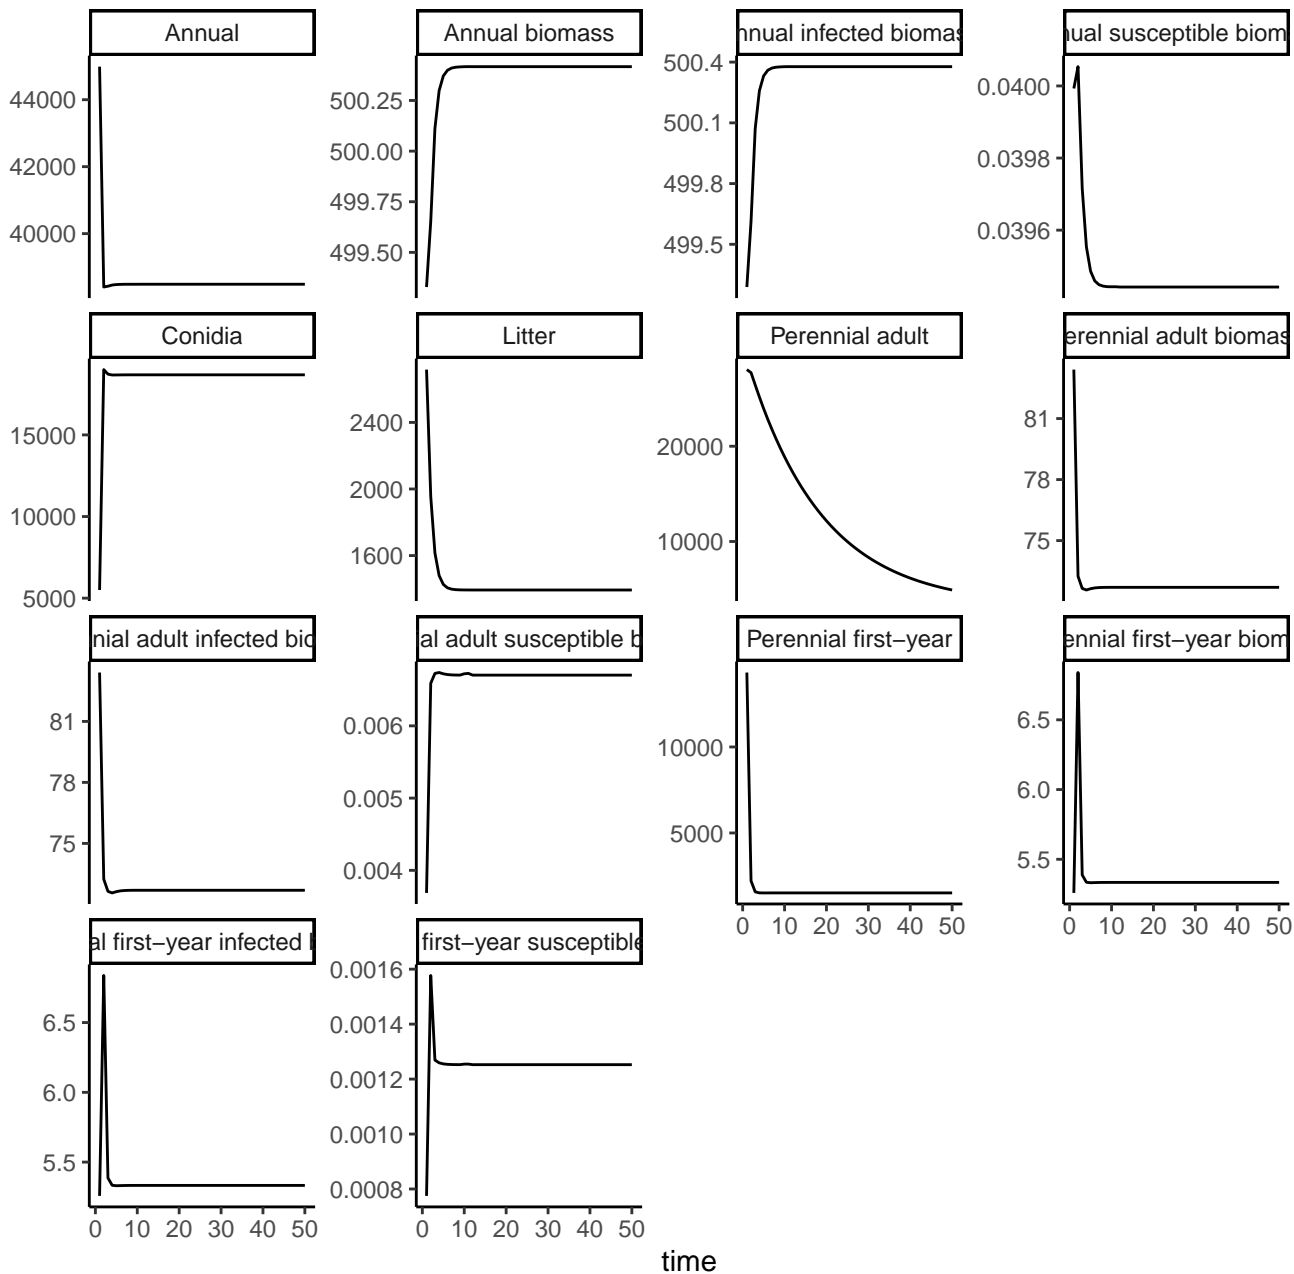 Annual
Annual biomass
nnual infected biomas
nual susceptible biom
44000
42000
40000
500.25
500.00
499.75
499.50
500.4
500.1
499.8
499.5
0.0400
0.0398
0.0396
Conidia
Litter
Perennial adult
erennial adult biomas
15000
10000
5000
2400
2000
1600
20000
10000
81
78
75
nnial adult infected bio
al adult susceptible b
Perennial first−year
ennial first−year biom
81
78
75
0.006
0.005
0.004
10000
5000
6.5
6.0
5.5
0 10 20 30 40 50
0 10 20 30 40 50
al first−year infected b
first−year susceptible
6.5
6.0
5.5
0.0016
0.0014
0.0012
0.0010
0.0008
0 10 20 30 40 50
0 10 20 30 40 50
time